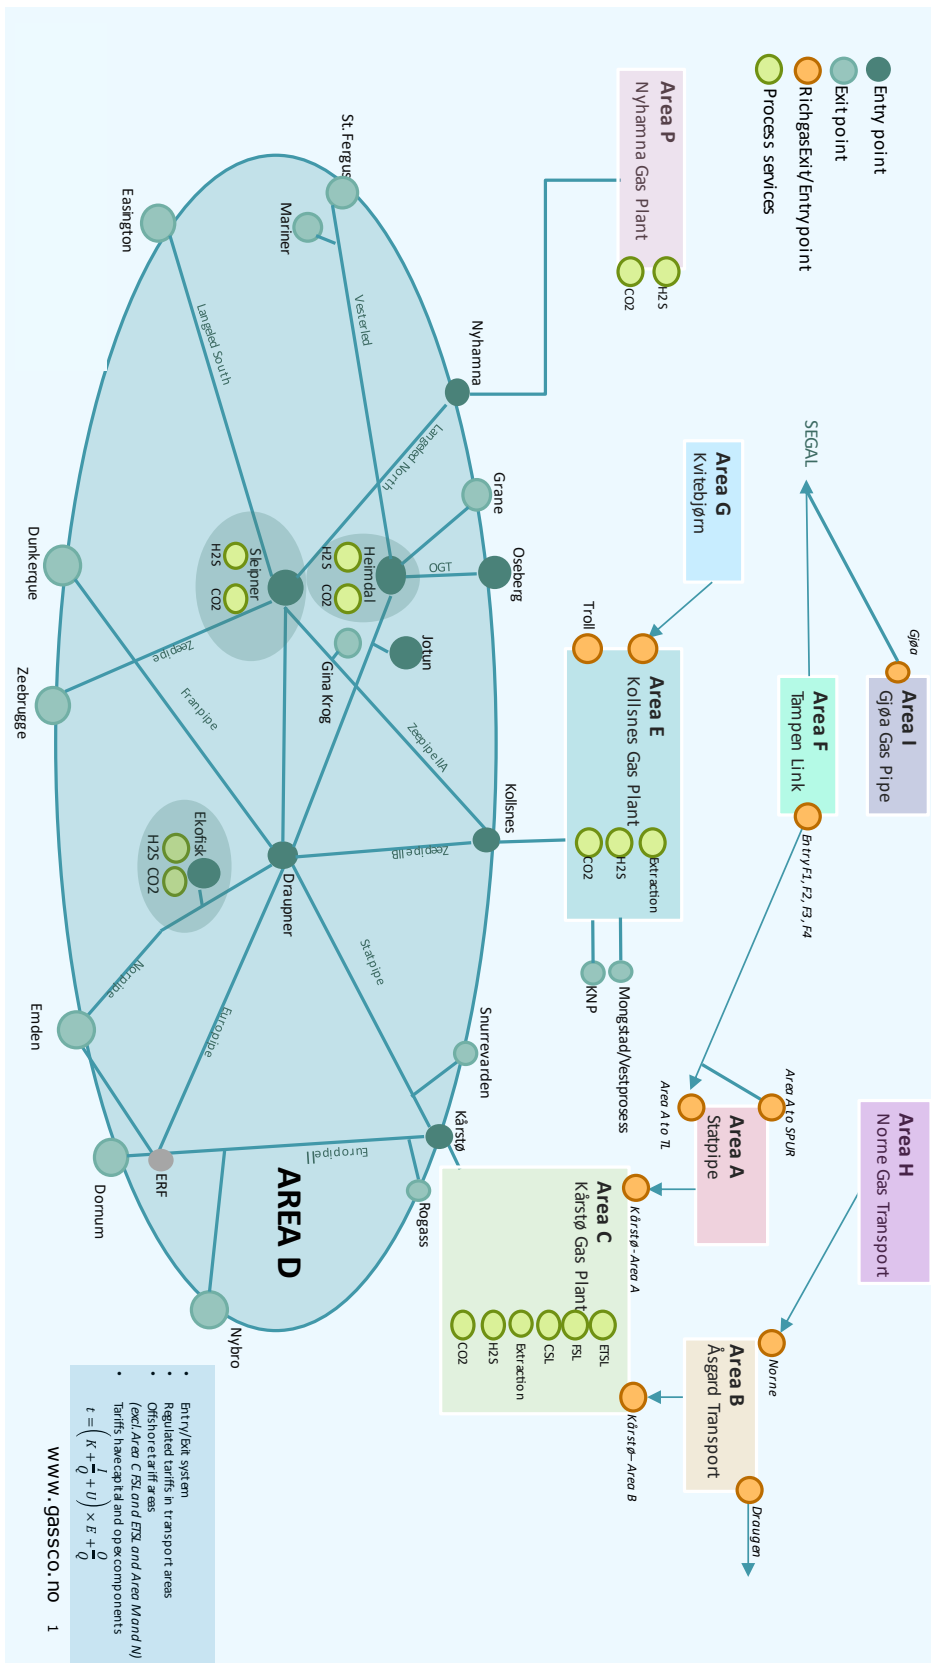 Entry point
Exit point
Richgas Exit/Entry point
Process services
Area P
Nyhamna Gas Plant
H2S
CO2
SEGAL
Area G
Kvitebjørn
Gjøa
Area I
Gjøa Gas Pipe
Area F
Tampen Link
Entry F1, F2, F3, F4
Troll
Area E
Kollsnes Gas Plant
Extraction
H2S
CO2
Mongstad/Vestprosess
KNP
Area A to SPUR
Area A to TL
Area A
Statpipe
Area H
Norne Gas Transport
Kårstø - Area A
Area C
Kårstø Gas Plant
ETSL
FSL
CSL
Extraction
H2S
CO2
Norne
Area B
Åsgard Transport
Kårstø – Area B
Draugen
St. Fergus
Mariner
Easington
Vesterled
Langeled South
Nyhamna
Langeled North
Grane
Oseberg
OGT
Heimdal
H2S
CO2
Sleipner
H2S
CO2
Jotun
Gina Krog
Dunkerque
Zeebrugge
Zeepipe
Franpipe
Zeepipe IIA
Kollsnes
Zeepipe IIB
Draupner
Ekofisk
H2S CO2
Statpipe
Norpipe
Europipe
Emden
Snurrevarden
Kårstø
Europipe II
Rogass
ERF
Dornum
Nybro
AREA D
• Entry/Exit system
• Regulated tariffs in transport areas
• Offshore tariff areas
(excl. Area C FSL and ETSL and Area M and N)
• Tariffs have capital and opex components
t = (K + I/Q + U) × E + O/Q
www.gassco.no 1